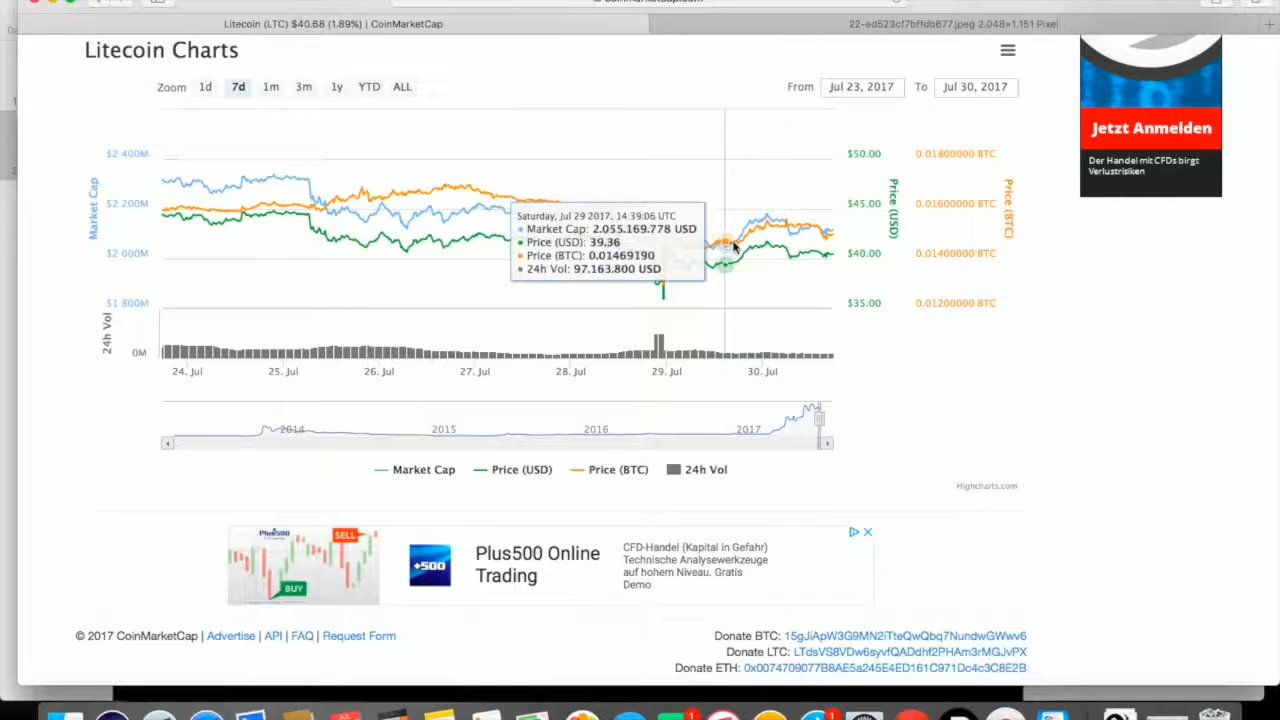 Litecoin (LTC) $40.68 (1.89%) | CoinMarketCap
22-ed523cf7bffdb677.jpeg 2.048×1.151 Pixel
Litecoin Charts
Zoom 1d 7d 1m 3m 1y YTD ALL
From Jul 23, 2017 To Jul 30, 2017
Jetzt Anmelden
Der Handel mit CFDs birgt
Verlustrisiken
$2 400M
$2 200M
$2 000M
$1 800M
0M
Market Cap
24h Vol
$50.00
$45.00
$40.00
$35.00
Price (USD)
0.01800000 BTC
0.01600000 BTC
0.01400000 BTC
0.01200000 BTC
Price (BTC)
Saturday, Jul 29 2017, 14:39:06 UTC
Market Cap: 2.055.169.778 USD
Price (USD): 39.36
Price (BTC): 0.01469190
24h Vol: 97.163.800 USD
24. Jul 25. Jul 26. Jul 27. Jul 28. Jul 29. Jul 30. Jul
2014 2015 2016 2017
Market Cap Price (USD) Price (BTC) 24h Vol
Highcharts.com
Plus500
SELL
BUY
+500
Plus500 Online
Trading
CFD-Handel (Kapital in Gefahr)
Technische Analysewerkzeuge
auf hohem Niveau. Gratis
Demo
© 2017 CoinMarketCap | Advertise | API | FAQ | Request Form
Donate BTC: 15gJiApW3G9MN2iTteQwQbq7NundwGWwv6
Donate LTC: LTdsVS8VDw6syvfQADdhf2PHAm3rMGJvPX
Donate ETH: 0x0074709077B8AE5a245E4ED161C971Dc4c3C8E2B
1
1